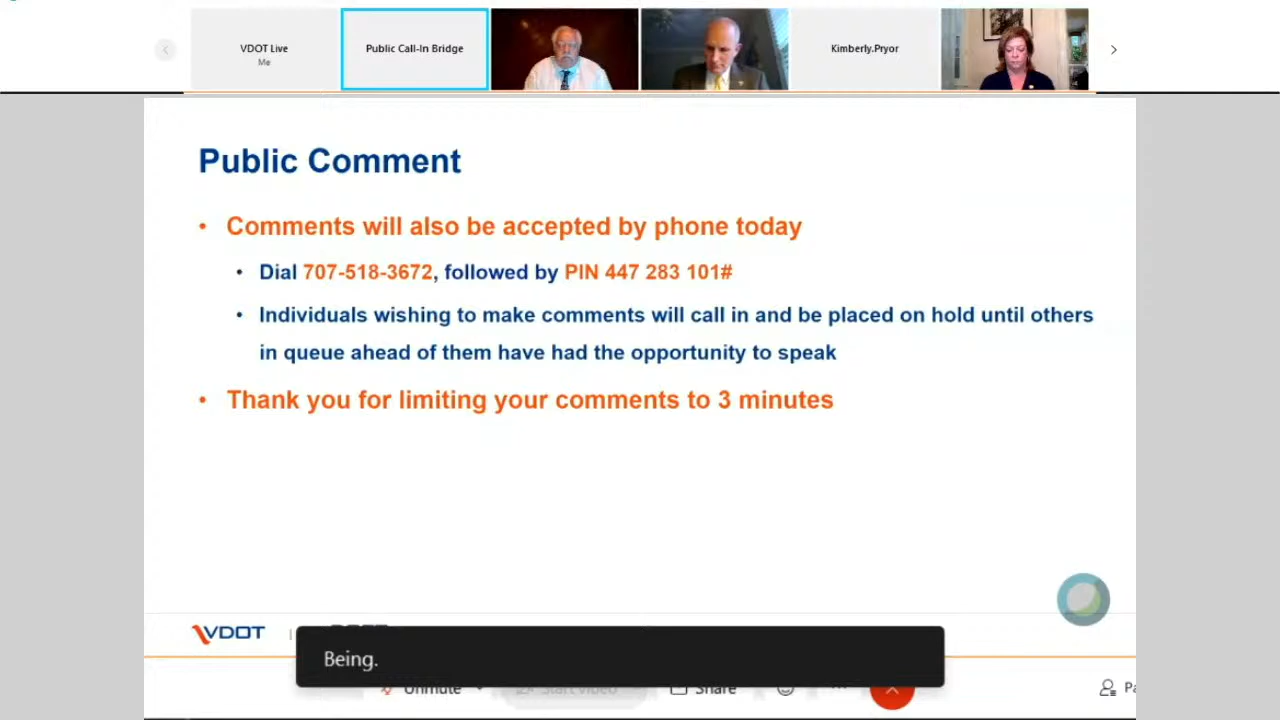 VDOT Live
Me
Public Call-In Bridge
Kimberly.Pryor
Public Comment
• Comments will also be accepted by phone today
• Dial 707-518-3672, followed by PIN 447 283 101#
• Individuals wishing to make comments will call in and be placed on hold until others
in queue ahead of them have had the opportunity to speak
• Thank you for limiting your comments to 3 minutes
VDOT
Being.
Unmute
Start video
Share
Pa